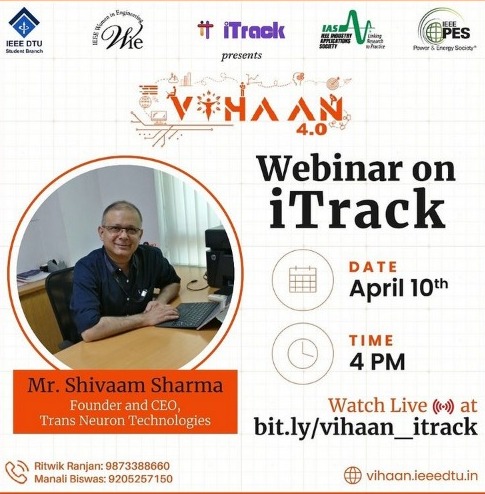 IEEE DTU
Student Branch
IEEE Women in Engineering
Wie
iTrack
presents
IAS
IEEE INDUSTRY
APPLICATIONS
SOCIETY
Linking
Research
to Practice
IEEE
PES
Power & Energy Society®
VIHAAN
4.0
Webinar on
iTrack
DATE
April 10th
TIME
4 PM
Mr. Shivaam Sharma
Founder and CEO,
Trans Neuron Technologies
Watch Live at
bit.ly/vihaan_itrack
Ritwik Ranjan: 9873388660
Manali Biswas: 9205257150
vihaan.ieeedtu.in